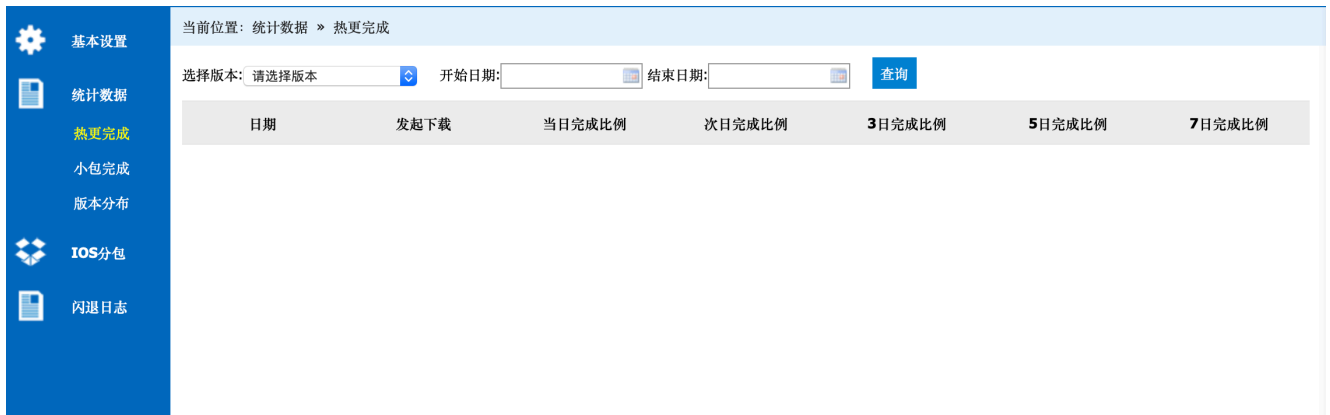 基本设置
统计数据
热更完成
小包完成
版本分布
IOS分包
闪退日志
当前位置：统计数据 » 热更完成
选择版本: 请选择版本 开始日期: 结束日期: 查询
日期 发起下载 当日完成比例 次日完成比例 3日完成比例 5日完成比例 7日完成比例